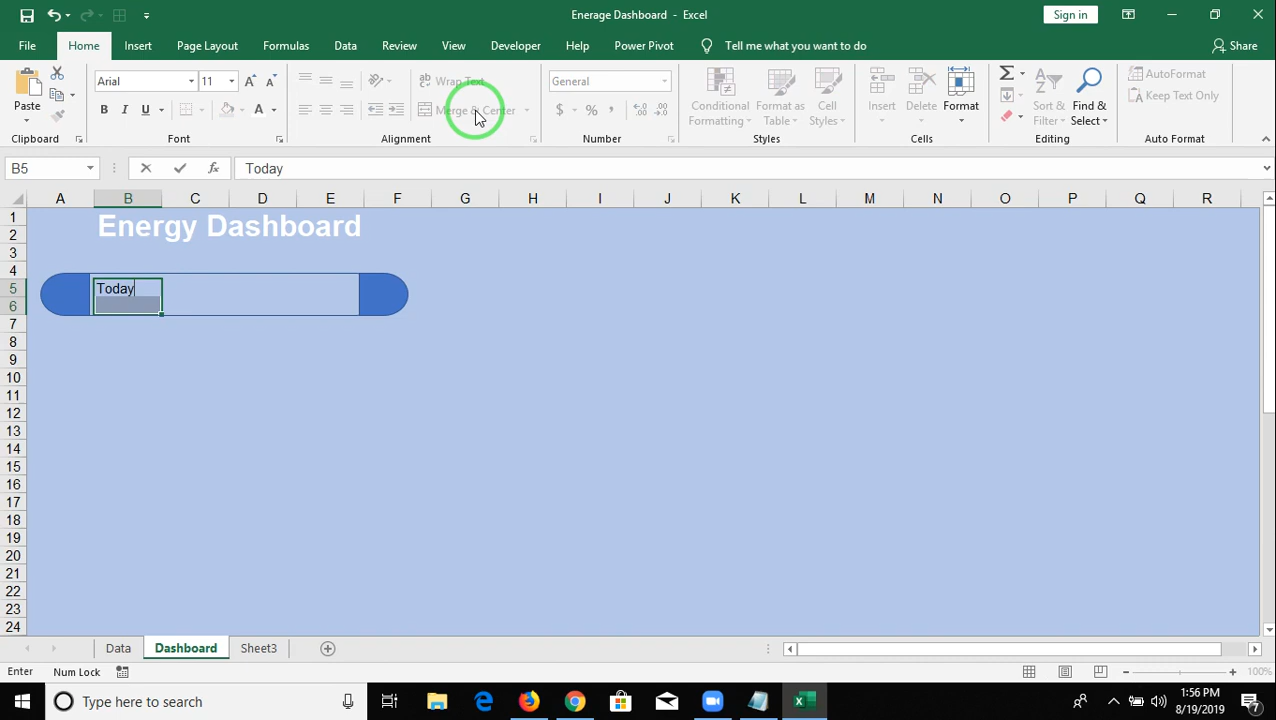 Energe Dashboard - Excel
Sign in
File Home Insert Page Layout Formulas Data Review View Developer Help Power Pivot Tell me what you want to do Share
Paste
Arial 11
B I U A
Wrap Text
Merge & Center
General
$ % ,
Conditional Formatting
Format as Table
Cell Styles
Insert Delete Format
Sort & Filter
Find & Select
AutoFormat
Keep Text Only
Clipboard Font Alignment Number Styles Cells Editing Auto Format
B5 fx Today
A B C D E F G H I J K L M N O P Q R
1
2
Energy Dashboard
3
4
5 Today
6
7
8
9
10
11
12
13
14
15
16
17
18
19
20
21
22
23
24
Data Dashboard Sheet3
Enter Num Lock 100%
Type here to search
1:56 PM
8/19/2019
7